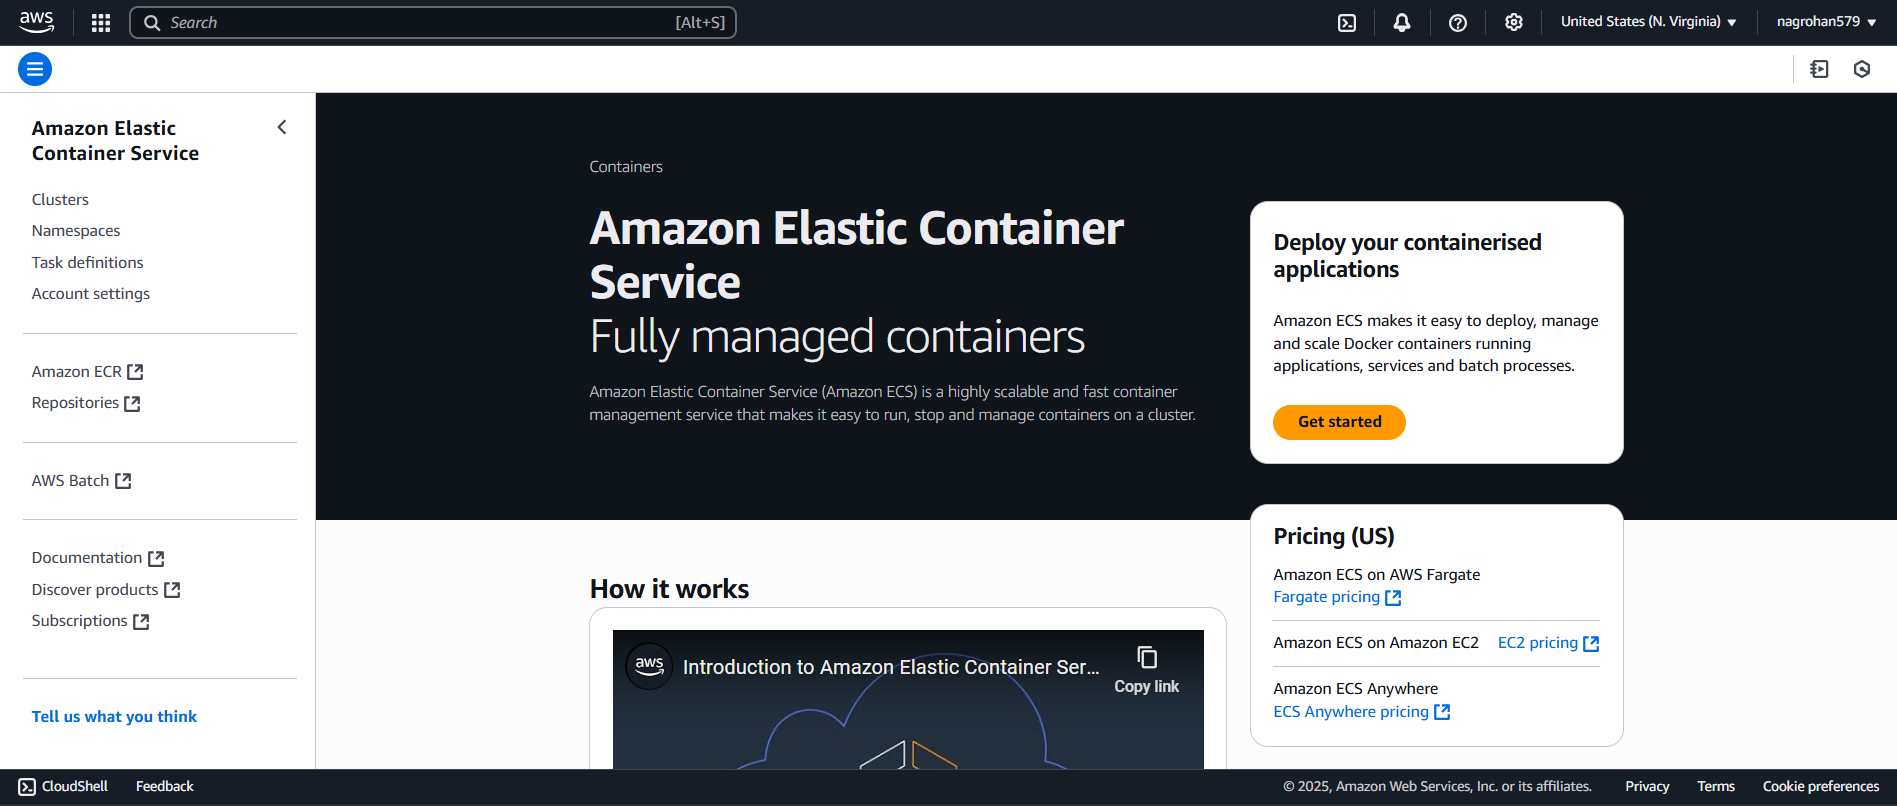 aws
Search
[Alt+S]
United States (N. Virginia)
nagrohan579
Amazon Elastic
Container Service
Clusters
Namespaces
Task definitions
Account settings
Amazon ECR
Repositories
AWS Batch
Documentation
Discover products
Subscriptions
Tell us what you think
Containers
Amazon Elastic Container
Service
Fully managed containers
Amazon Elastic Container Service (Amazon ECS) is a highly scalable and fast container
management service that makes it easy to run, stop and manage containers on a cluster.
Deploy your containerised
applications
Amazon ECS makes it easy to deploy, manage
and scale Docker containers running
applications, services and batch processes.
Get started
Pricing (US)
Amazon ECS on AWS Fargate
Fargate pricing
Amazon ECS on Amazon EC2 EC2 pricing
Amazon ECS Anywhere
ECS Anywhere pricing
How it works
aws
Introduction to Amazon Elastic Container Ser...
Copy link
CloudShell
Feedback
© 2025, Amazon Web Services, Inc. or its affiliates.
Privacy
Terms
Cookie preferences